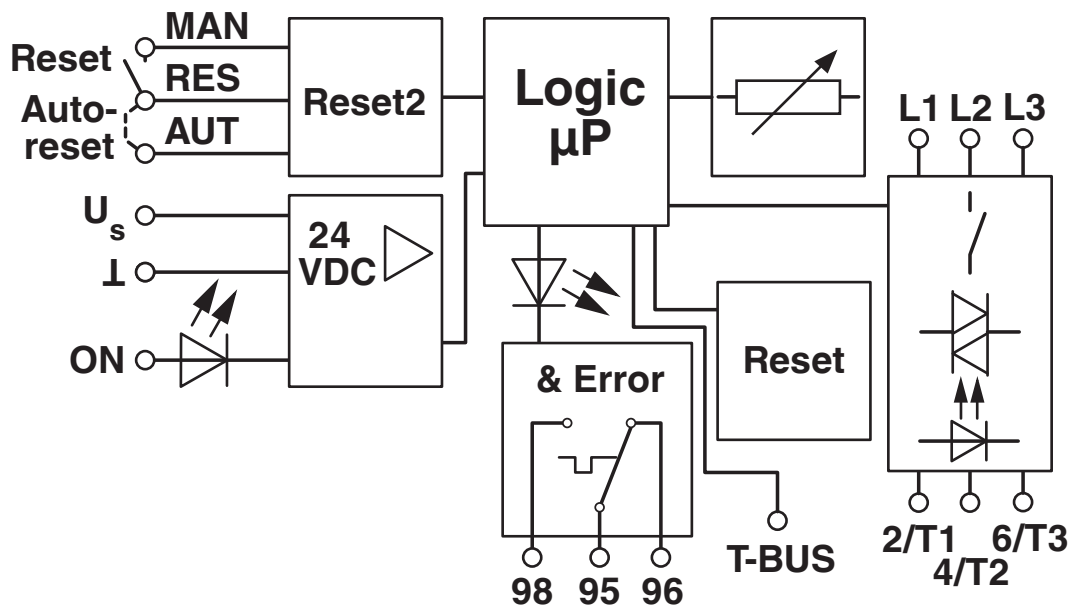 MAN
Reset
RES
Auto-
reset
AUT
Reset2
Logic
µP
L1 L2 L3
Us
24
VDC
⊥
ON
& Error
Reset
98 95 96
T-BUS
2/T1 6/T3
4/T2